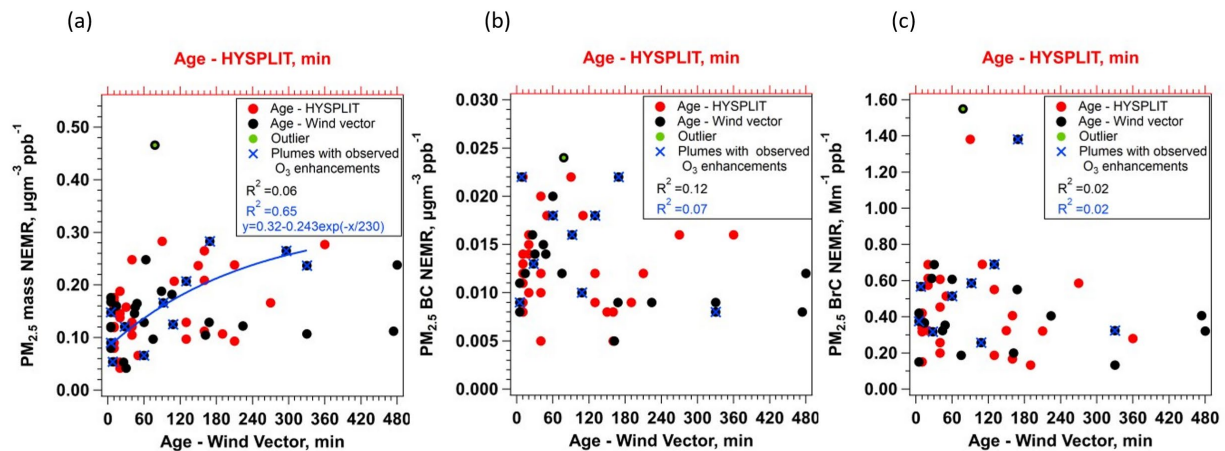 (a)
Age - HYSPLIT, min
PM2.5 mass NEMR, µgm-3 ppb-1
0.50
0.40
0.30
0.20
0.10
0.00
Age - HYSPLIT
Age - Wind vector
Outlier
Plumes with observed
O3 enhancements
R2 =0.06
R2 =0.65
y=0.32-0.243exp(-x/230)
0 60 120 180 240 300 360 420 480
Age - Wind Vector, min
(b)
Age - HYSPLIT, min
PM2.5 BC NEMR, µgm-3 ppb-1
0.030
0.025
0.020
0.015
0.010
0.005
0.000
Age - HYSPLIT
Age - Wind vector
Outlier
Plumes with observed
O3 enhancements
R2 =0.12
R2 =0.07
0 60 120 180 240 300 360 420 480
Age - Wind Vector, min
(c)
Age - HYSPLIT, min
PM2.5 BrC NEMR, Mm-1 ppb-1
1.60
1.40
1.20
1.00
0.80
0.60
0.40
0.20
0.00
Age - HYSPLIT
Age - Wind vector
Outlier
Plumes with observed
O3 enhancements
R2 =0.02
R2 =0.02
0 60 120 180 240 300 360 420 480
Age - Wind Vector, min